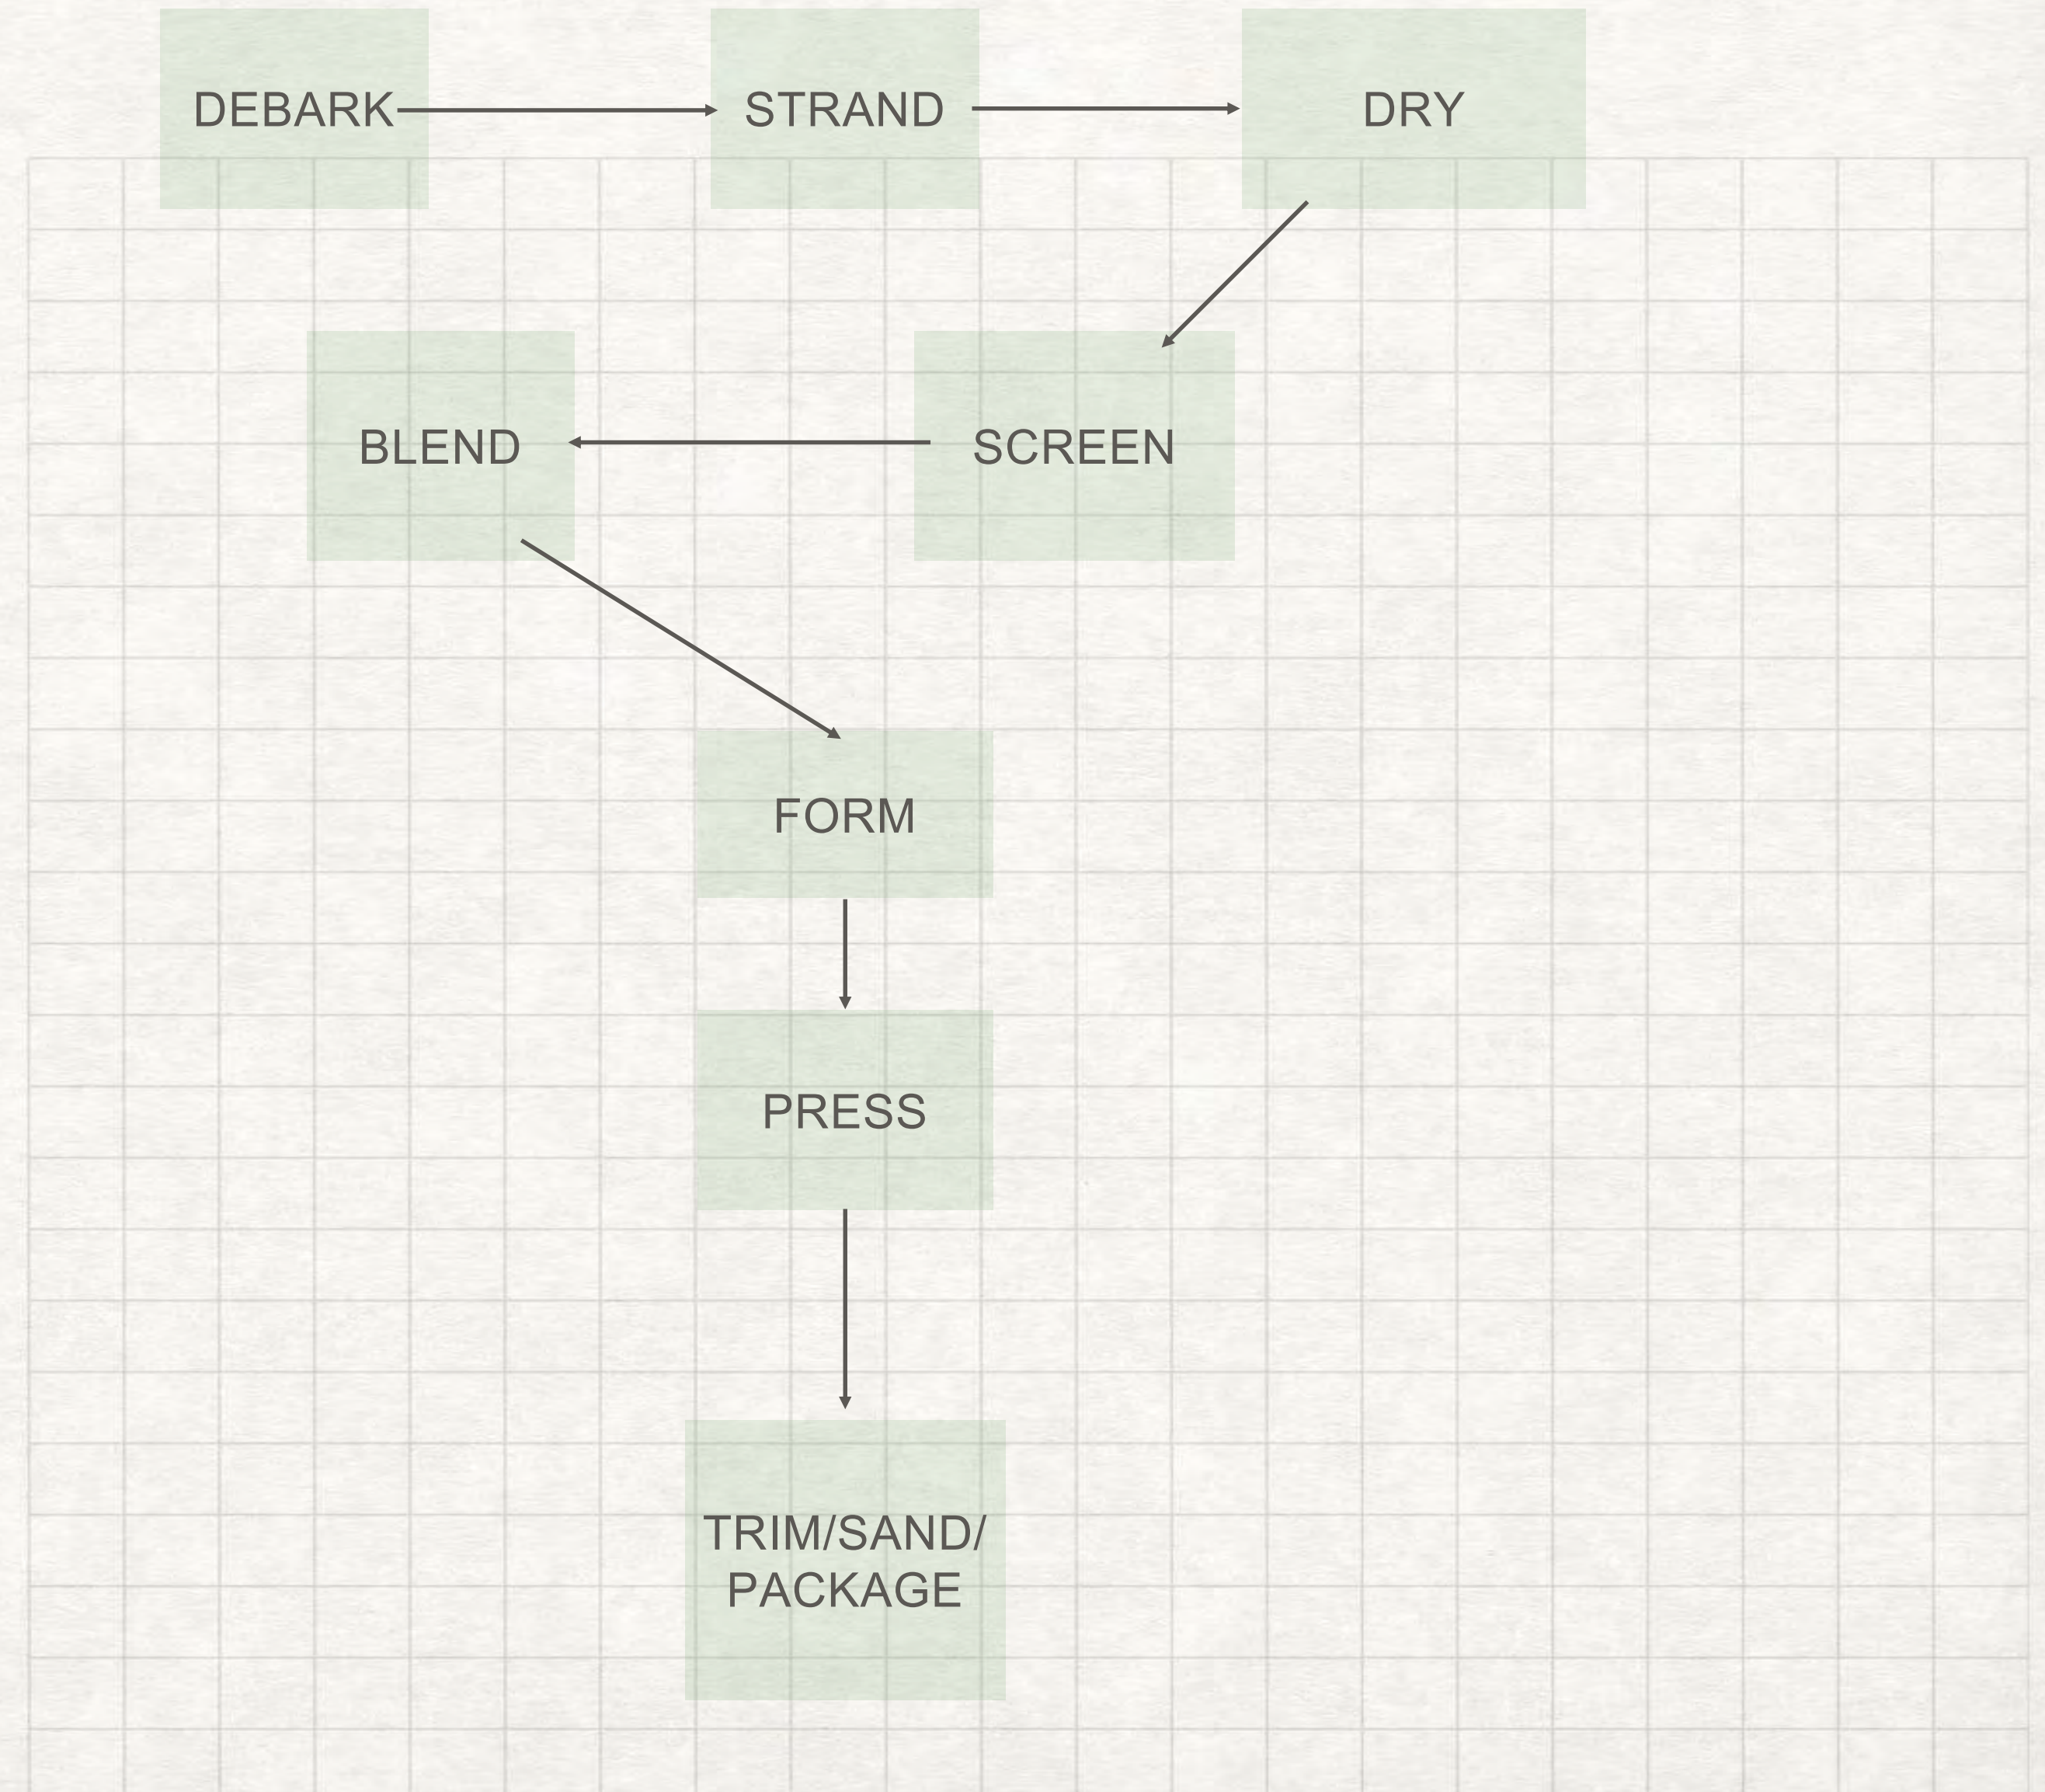 DEBARK
STRAND
DRY
BLEND
SCREEN
FORM
PRESS
TRIM/SAND/
PACKAGE